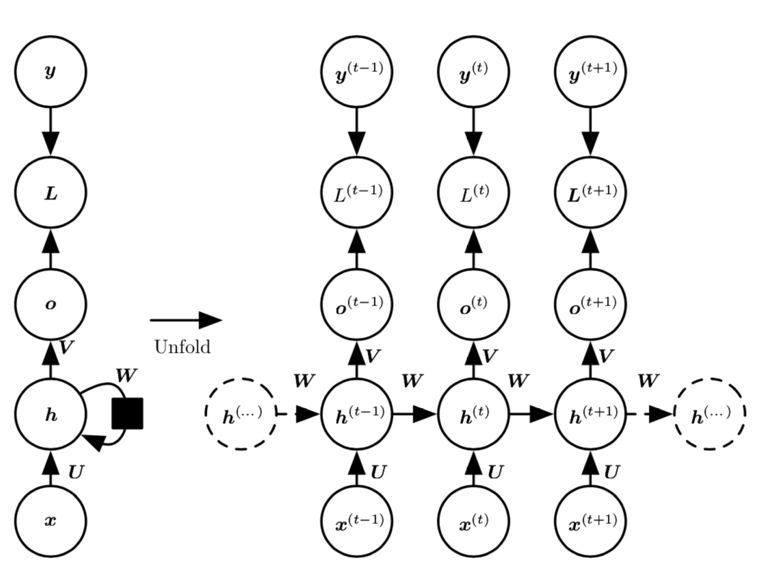 y y^(t−1) y^(t) y^(t+1)
L L^(t−1) L^(t) L^(t+1)
o o^(t−1) o^(t) o^(t+1)
Unfold
V V V V
W W W W W
h h^(...) h^(t−1) h^(t) h^(t+1) h^(...)
U U U U
x x^(t−1) x^(t) x^(t+1)